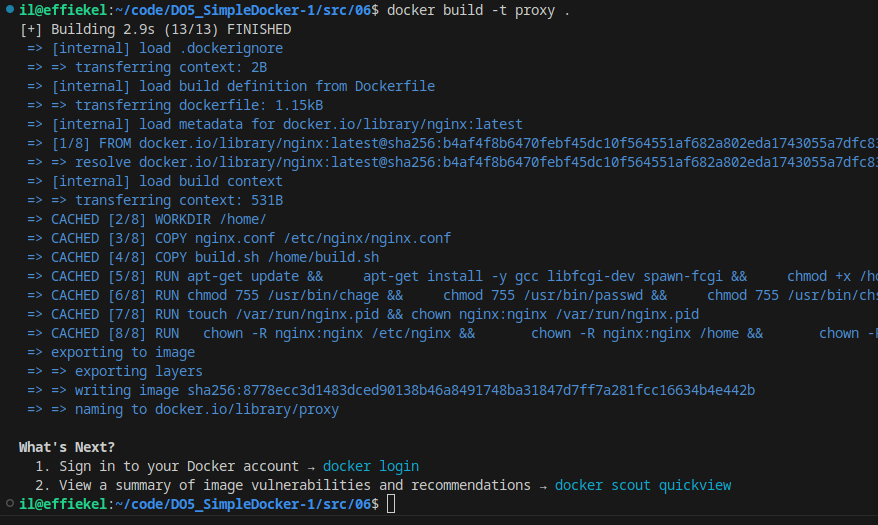 il@effiekel:~/code/DO5_SimpleDocker-1/src/06$ docker build -t proxy .
[+] Building 2.9s (13/13) FINISHED
=> [internal] load .dockerignore
=> => transferring context: 2B
=> [internal] load build definition from Dockerfile
=> => transferring dockerfile: 1.15kB
=> [internal] load metadata for docker.io/library/nginx:latest
=> [1/8] FROM docker.io/library/nginx:latest@sha256:b4af4f8b6470febf45dc10f564551af682a802eda1743055a7dfc83
=> => resolve docker.io/library/nginx:latest@sha256:b4af4f8b6470febf45dc10f564551af682a802eda1743055a7dfc83
=> [internal] load build context
=> => transferring context: 531B
=> CACHED [2/8] WORKDIR /home/
=> CACHED [3/8] COPY nginx.conf /etc/nginx/nginx.conf
=> CACHED [4/8] COPY build.sh /home/build.sh
=> CACHED [5/8] RUN apt-get update &&     apt-get install -y gcc libfcgi-dev spawn-fcgi &&     chmod +x /ho
=> CACHED [6/8] RUN chmod 755 /usr/bin/chage &&     chmod 755 /usr/bin/passwd &&     chmod 755 /usr/bin/chs
=> CACHED [7/8] RUN touch /var/run/nginx.pid && chown nginx:nginx /var/run/nginx.pid
=> CACHED [8/8] RUN   chown -R nginx:nginx /etc/nginx &&       chown -R nginx:nginx /home &&       chown -R
=> exporting to image
=> => exporting layers
=> => writing image sha256:8778ecc3d1483dced90138b46a8491748ba31847d7ff7a281fcc16634b4e442b
=> => naming to docker.io/library/proxy
What's Next?
1. Sign in to your Docker account → docker login
2. View a summary of image vulnerabilities and recommendations → docker scout quickview
il@effiekel:~/code/DO5_SimpleDocker-1/src/06$